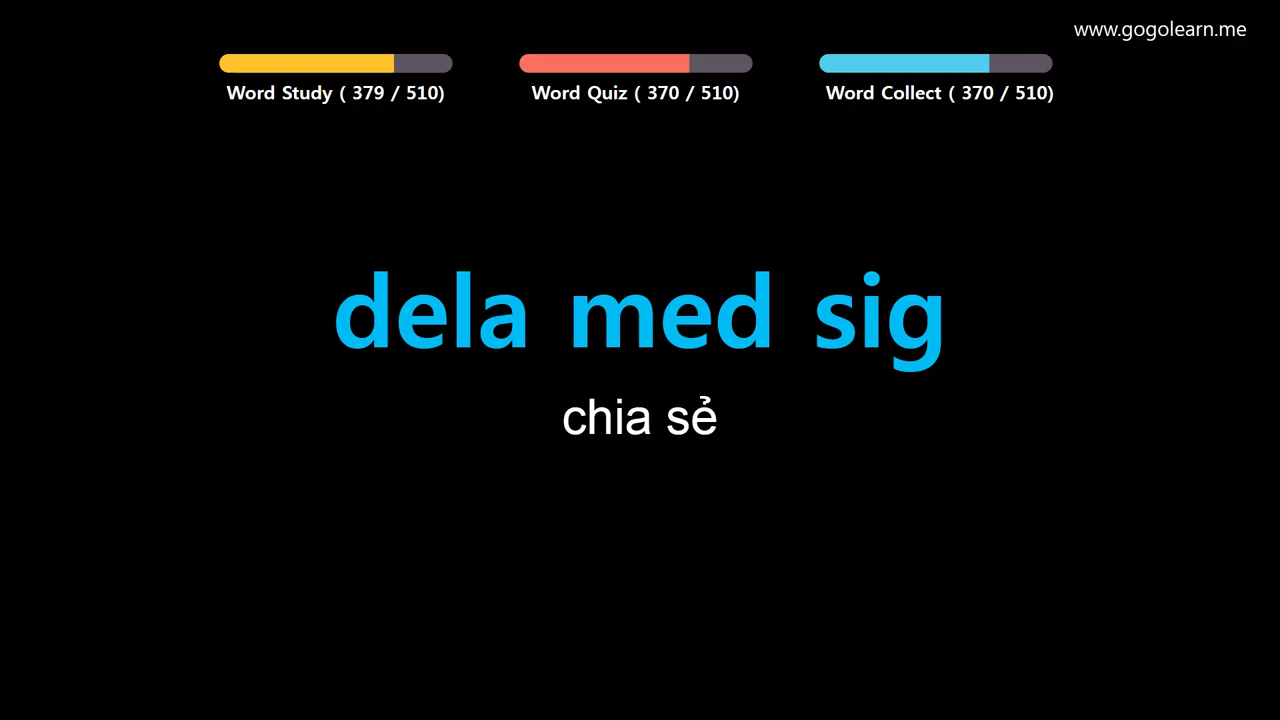 www.gogolearn.me
Word Study ( 379 / 510)
Word Quiz ( 370 / 510)
Word Collect ( 370 / 510)
dela med sig
chia sẻ